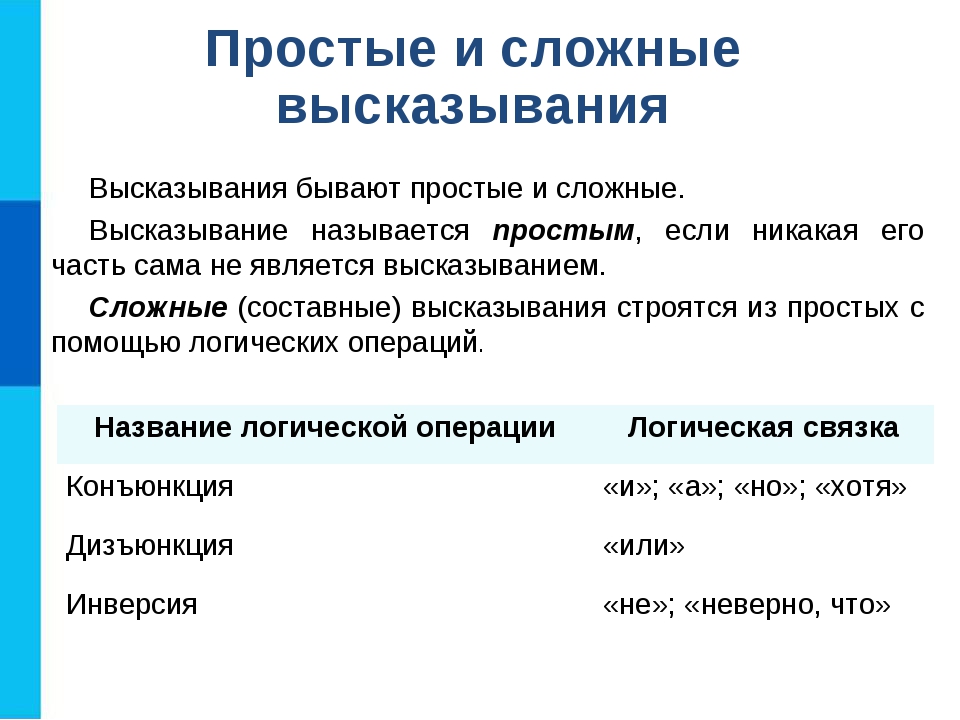 Простые и сложные
высказывания
Высказывания бывают простые и сложные.
Высказывание называется простым, если никакая его
часть сама не является высказыванием.
Сложные (составные) высказывания строятся из простых с
помощью логических операций.
Название логической операции Логическая связка
Конъюнкция «и»; «а»; «но»; «хотя»
Дизъюнкция «или»
Инверсия «не»; «неверно, что»